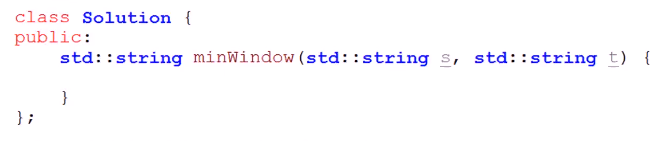 class Solution {
public:
    std::string minWindow(std::string s, std::string t) {
    }
};